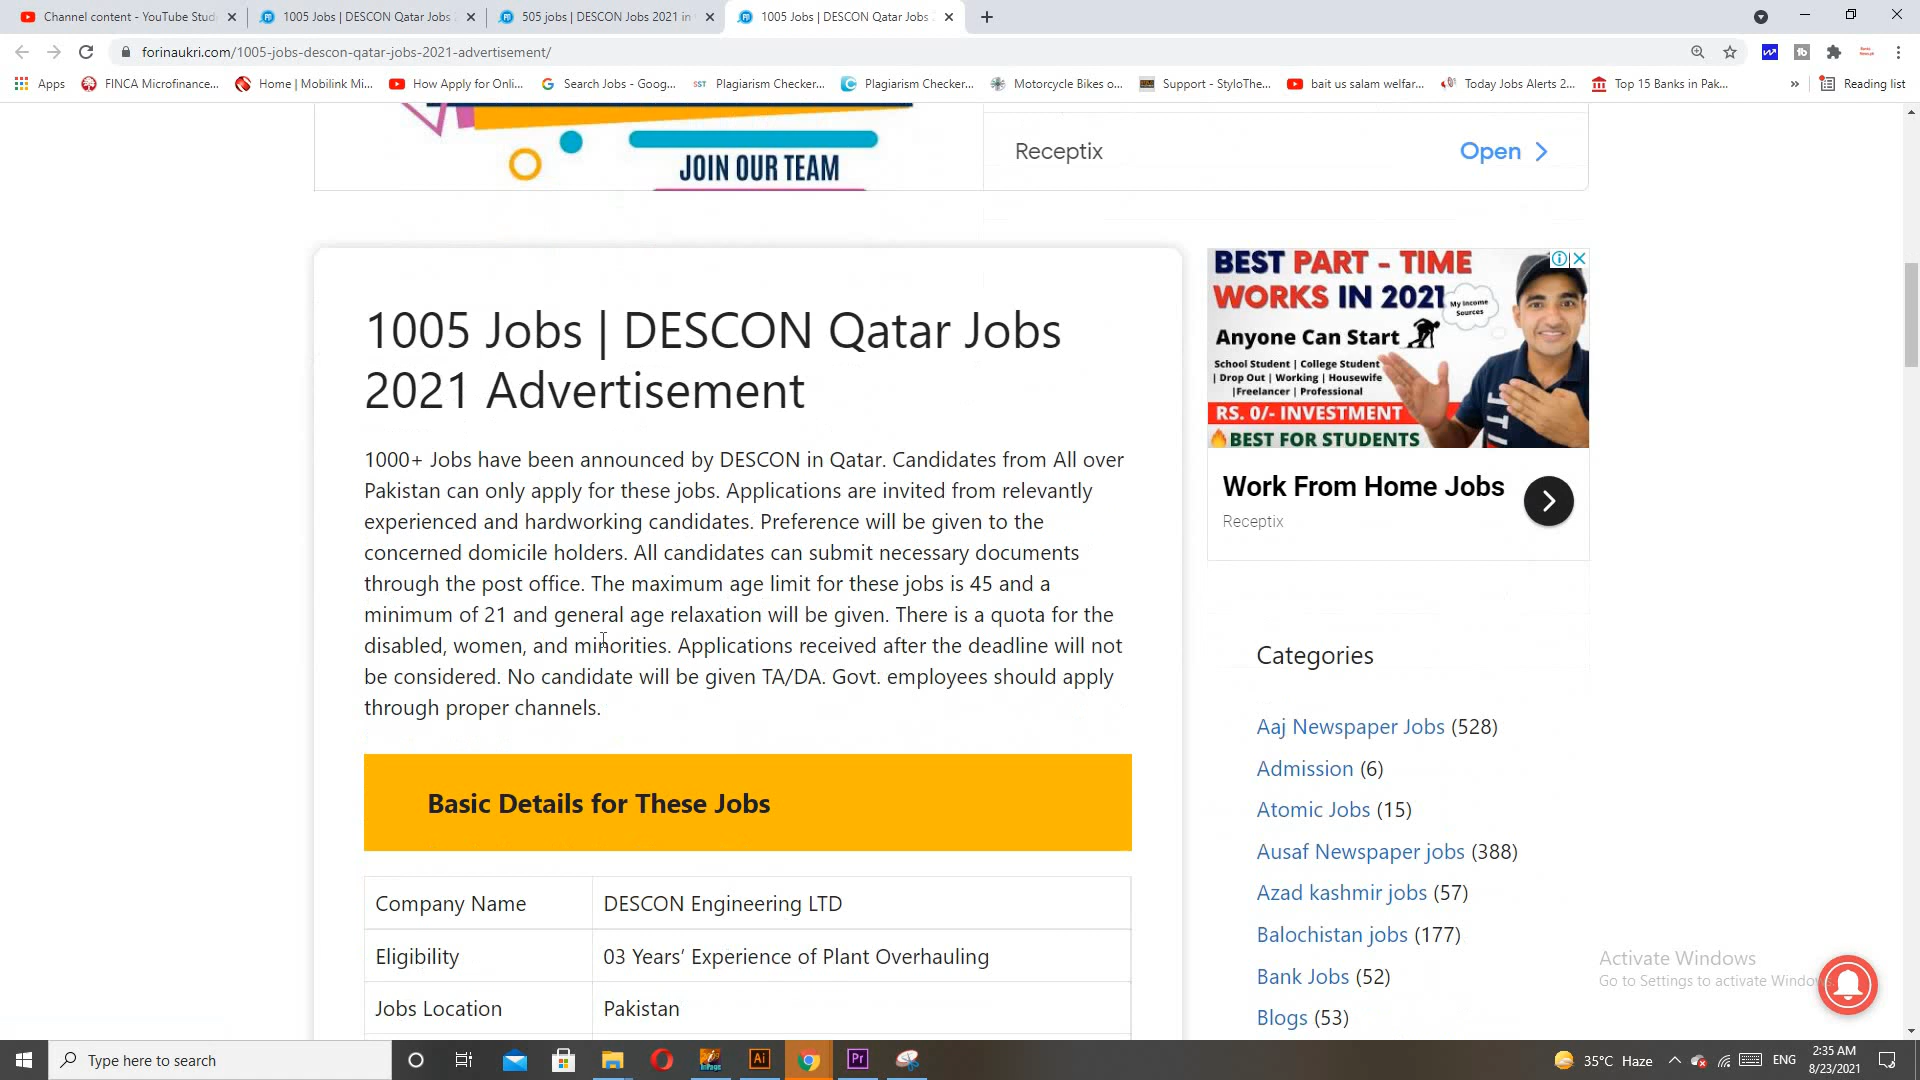 Channel content - YouTube Stud
1005 Jobs | DESCON Qatar Jobs
505 jobs | DESCON Jobs 2021 in
1005 Jobs | DESCON Qatar Jobs
forinaukri.com/1005-jobs-descon-qatar-jobs-2021-advertisement/
Apps
FINCA Microfinance...
Home | Mobilink Mi...
How Apply for Onli...
Search Jobs - Goog...
SST
Plagiarism Checker...
Plagiarism Checker...
Motorcycle Bikes o...
Support - StyloThe...
bait us salam welfar...
Today Jobs Alerts 2...
Top 15 Banks in Pak...
»
Reading list
JOIN OUR TEAM
Receptix
Open
1005 Jobs | DESCON Qatar Jobs
2021 Advertisement
1000+ Jobs have been announced by DESCON in Qatar. Candidates from All over
Pakistan can only apply for these jobs. Applications are invited from relevantly
experienced and hardworking candidates. Preference will be given to the
concerned domicile holders. All candidates can submit necessary documents
through the post office. The maximum age limit for these jobs is 45 and a
minimum of 21 and general age relaxation will be given. There is a quota for the
disabled, women, and minorities. Applications received after the deadline will not
be considered. No candidate will be given TA/DA. Govt. employees should apply
through proper channels.
Basic Details for These Jobs
Company Name
DESCON Engineering LTD
Eligibility
03 Years’ Experience of Plant Overhauling
Jobs Location
Pakistan
BEST PART - TIME
WORKS IN 2021
My Income
Sources
Anyone Can Start
School Student | College Student
| Drop Out | Working | Housewife
|Freelancer | Professional
RS. 0/- INVESTMENT
BEST FOR STUDENTS
Work From Home Jobs
Receptix
Categories
Aaj Newspaper Jobs (528)
Admission (6)
Atomic Jobs (15)
Ausaf Newspaper jobs (388)
Azad kashmir jobs (57)
Balochistan jobs (177)
Bank Jobs (52)
Blogs (53)
Activate Windows
Go to Settings to activate Windows.
Type here to search
Ai
Pr
35°C Haze
ENG
2:35 AM
8/23/2021